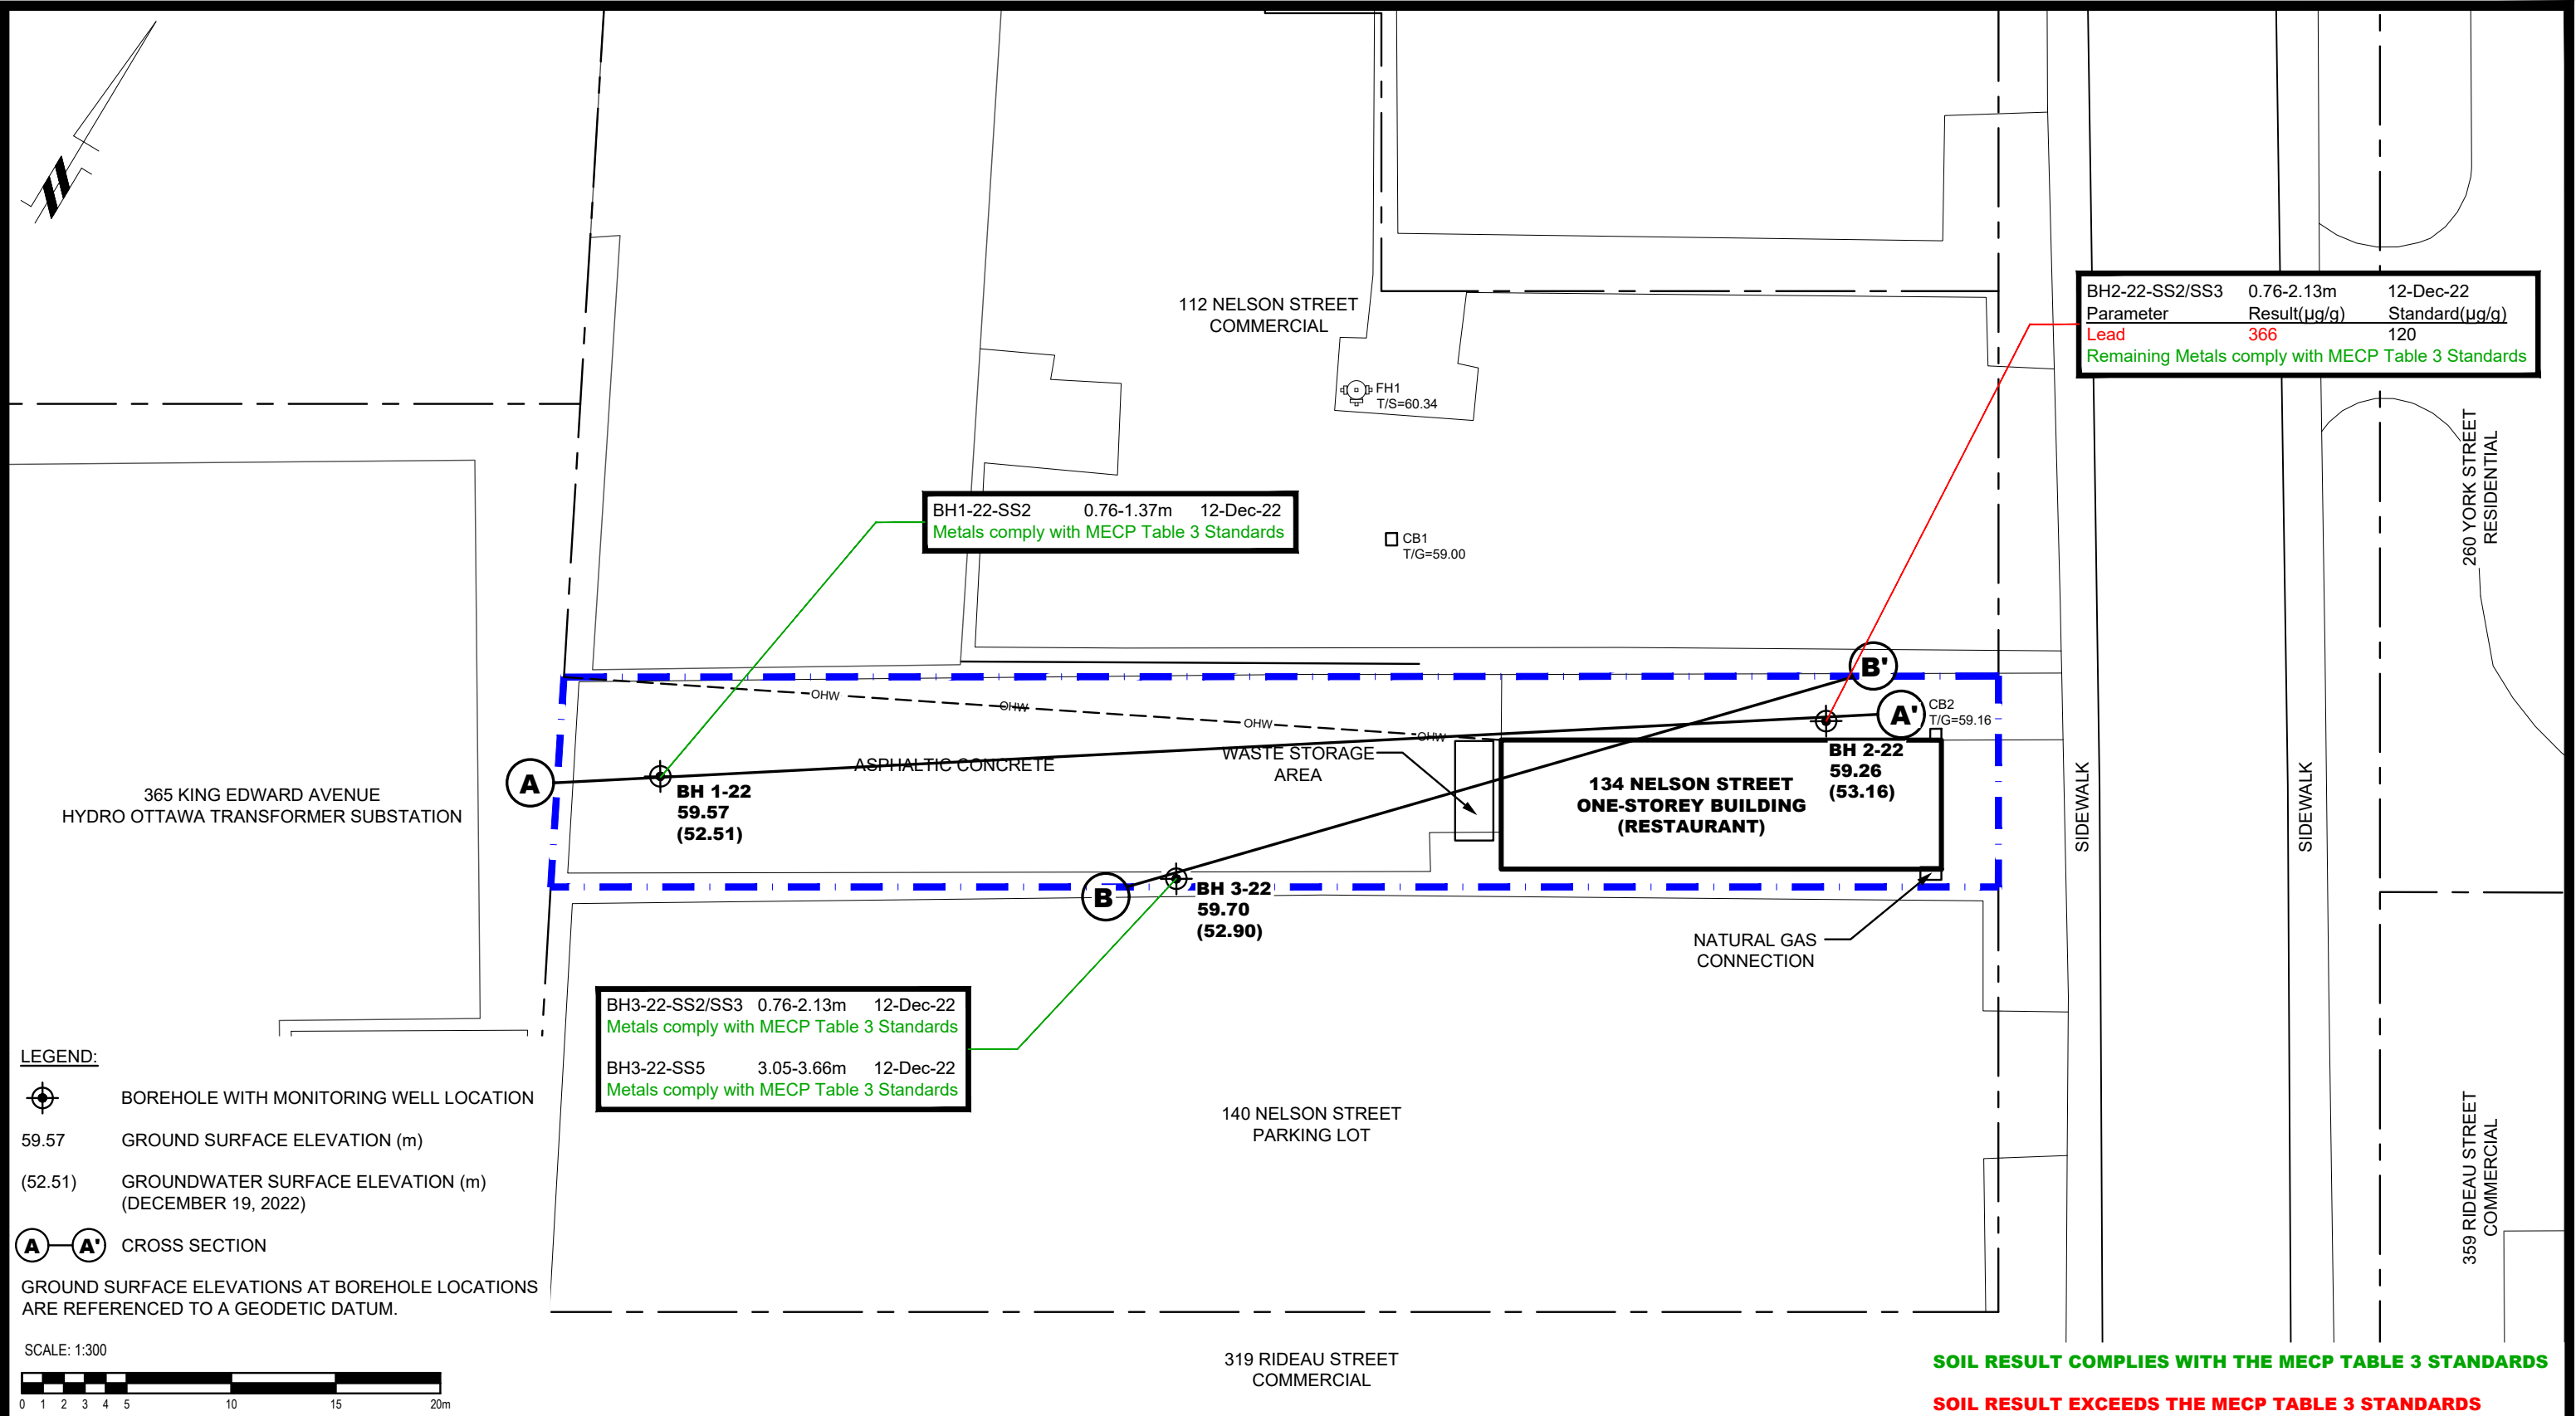 112 NELSON STREET
COMMERCIAL
FH1
T/S=60.34
BH2-22-SS2/SS3 0.76-2.13m 12-Dec-22
Parameter Result(µg/g) Standard(µg/g)
Lead 366 120
Remaining Metals comply with MECP Table 3 Standards
260 YORK STREET
RESIDENTIAL
BH1-22-SS2 0.76-1.37m 12-Dec-22
Metals comply with MECP Table 3 Standards
CB1
T/G=59.00
B'
A'
CB2
T/G=59.16
OHW
OHW
OHW
OHW
A
ASPHALTIC CONCRETE
WASTE STORAGE
AREA
BH 1-22
59.57
(52.51)
134 NELSON STREET
ONE-STOREY BUILDING
(RESTAURANT)
BH 2-22
59.26
(53.16)
365 KING EDWARD AVENUE
HYDRO OTTAWA TRANSFORMER SUBSTATION
SIDEWALK
SIDEWALK
B
BH 3-22
59.70
(52.90)
NATURAL GAS
CONNECTION
BH3-22-SS2/SS3 0.76-2.13m 12-Dec-22
Metals comply with MECP Table 3 Standards
BH3-22-SS5 3.05-3.66m 12-Dec-22
Metals comply with MECP Table 3 Standards
140 NELSON STREET
PARKING LOT
359 RIDEAU STREET
COMMERCIAL
LEGEND:
BOREHOLE WITH MONITORING WELL LOCATION
59.57 GROUND SURFACE ELEVATION (m)
(52.51) GROUNDWATER SURFACE ELEVATION (m)
(DECEMBER 19, 2022)
A A' CROSS SECTION
GROUND SURFACE ELEVATIONS AT BOREHOLE LOCATIONS
ARE REFERENCED TO A GEODETIC DATUM.
SCALE: 1:300
0 1 2 3 4 5 10 15 20m
319 RIDEAU STREET
COMMERCIAL
SOIL RESULT COMPLIES WITH THE MECP TABLE 3 STANDARDS
SOIL RESULT EXCEEDS THE MECP TABLE 3 STANDARDS